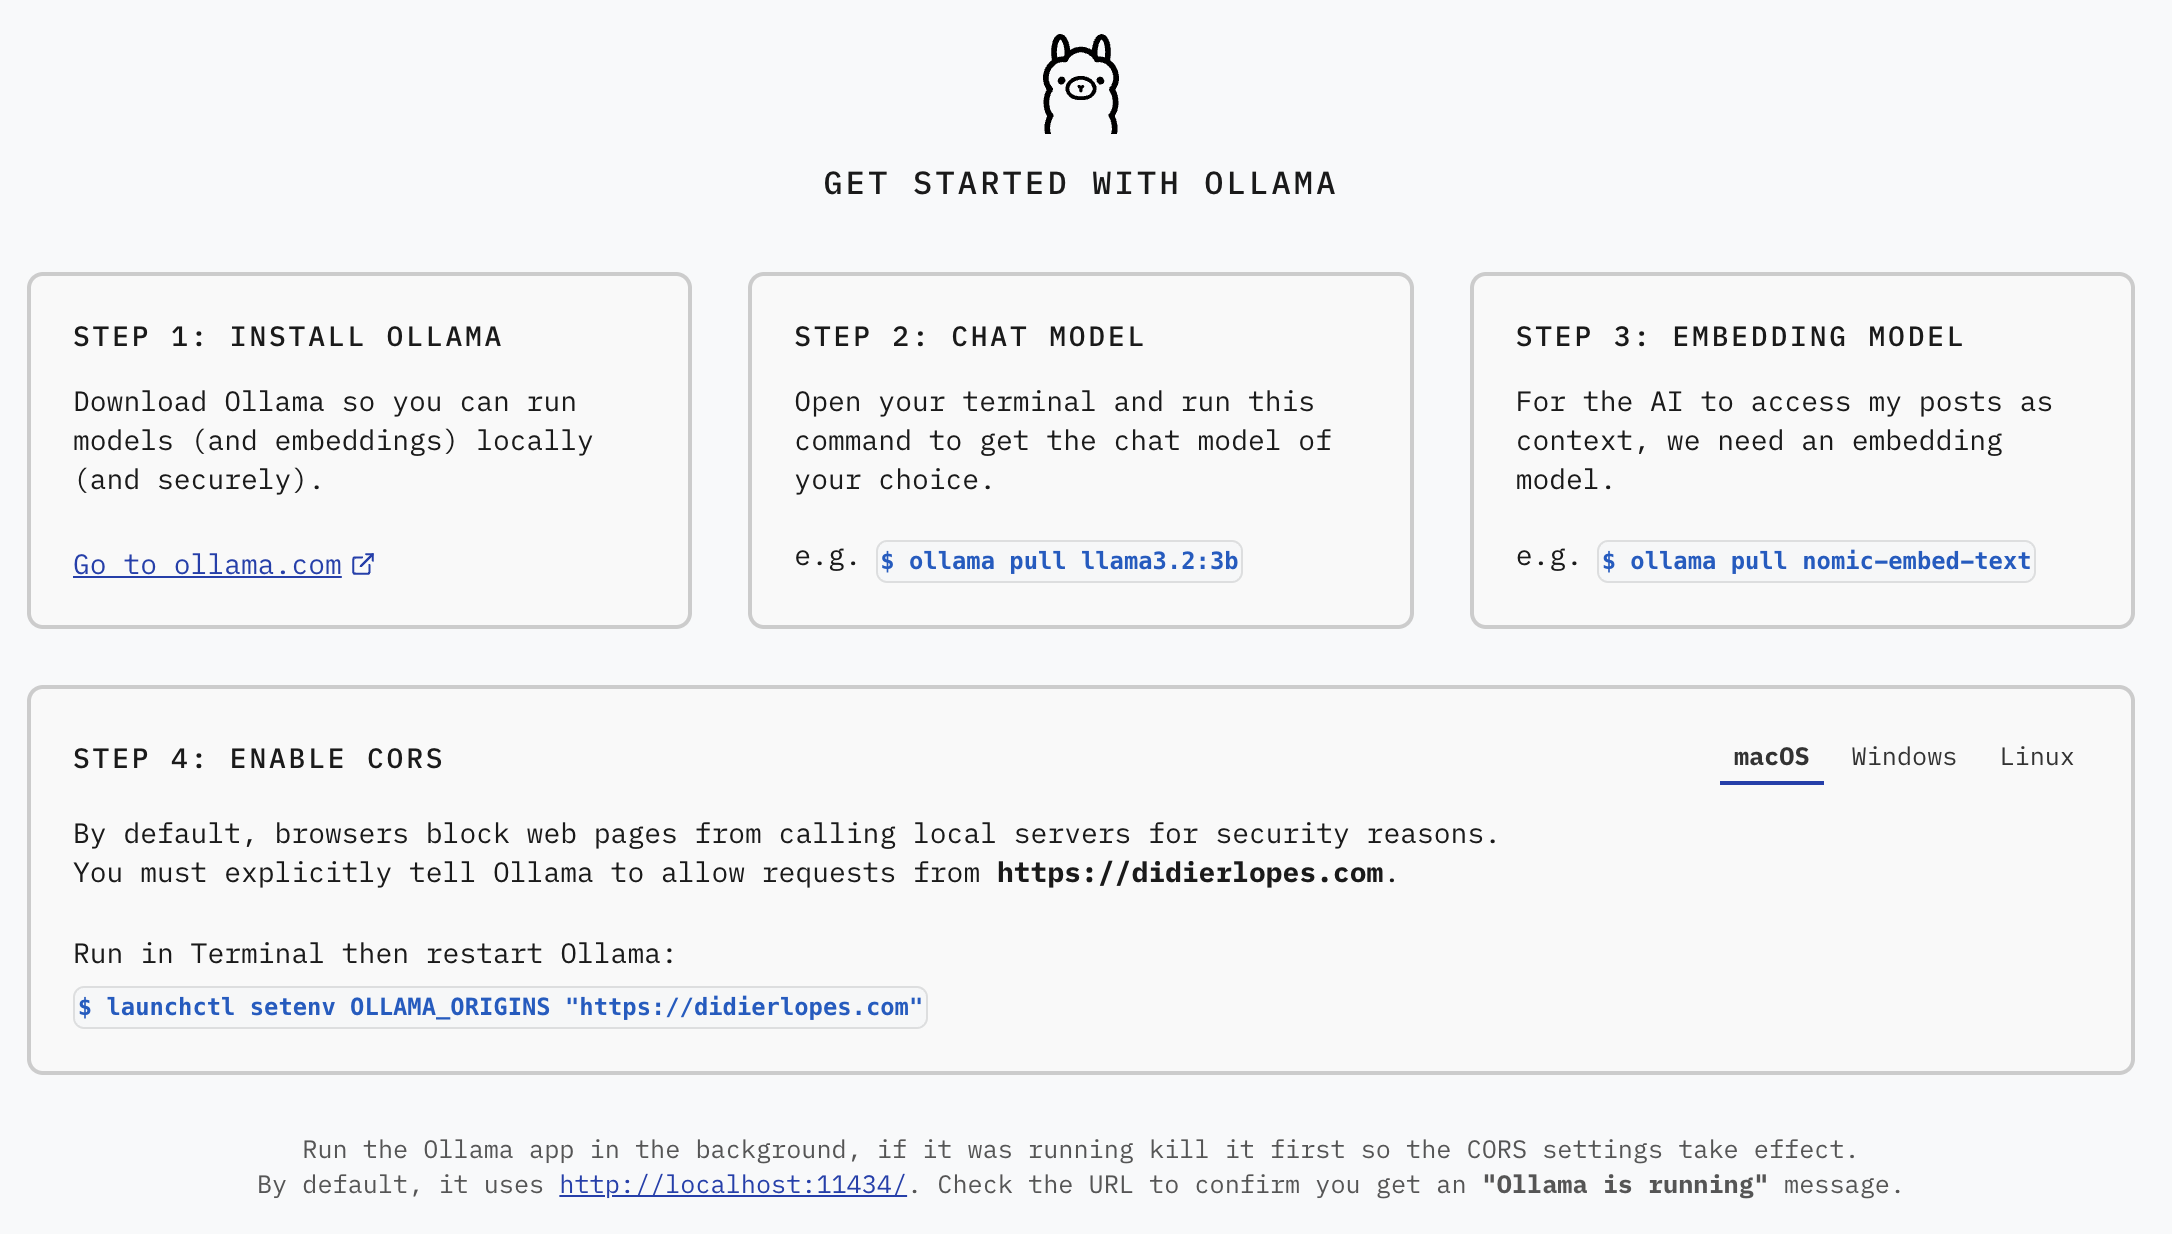 GET STARTED WITH OLLAMA
STEP 1: INSTALL OLLAMA
Download Ollama so you can run
models (and embeddings) locally
(and securely).
Go to ollama.com
STEP 2: CHAT MODEL
Open your terminal and run this
command to get the chat model of
your choice.
e.g. $ ollama pull llama3.2:3b
STEP 3: EMBEDDING MODEL
For the AI to access my posts as
context, we need an embedding
model.
e.g. $ ollama pull nomic-embed-text
STEP 4: ENABLE CORS
macOS Windows Linux
By default, browsers block web pages from calling local servers for security reasons.
You must explicitly tell Ollama to allow requests from https://didierlopes.com.
Run in Terminal then restart Ollama:
$ launchctl setenv OLLAMA_ORIGINS "https://didierlopes.com"
Run the Ollama app in the background, if it was running kill it first so the CORS settings take effect.
By default, it uses http://localhost:11434/. Check the URL to confirm you get an "Ollama is running" message.